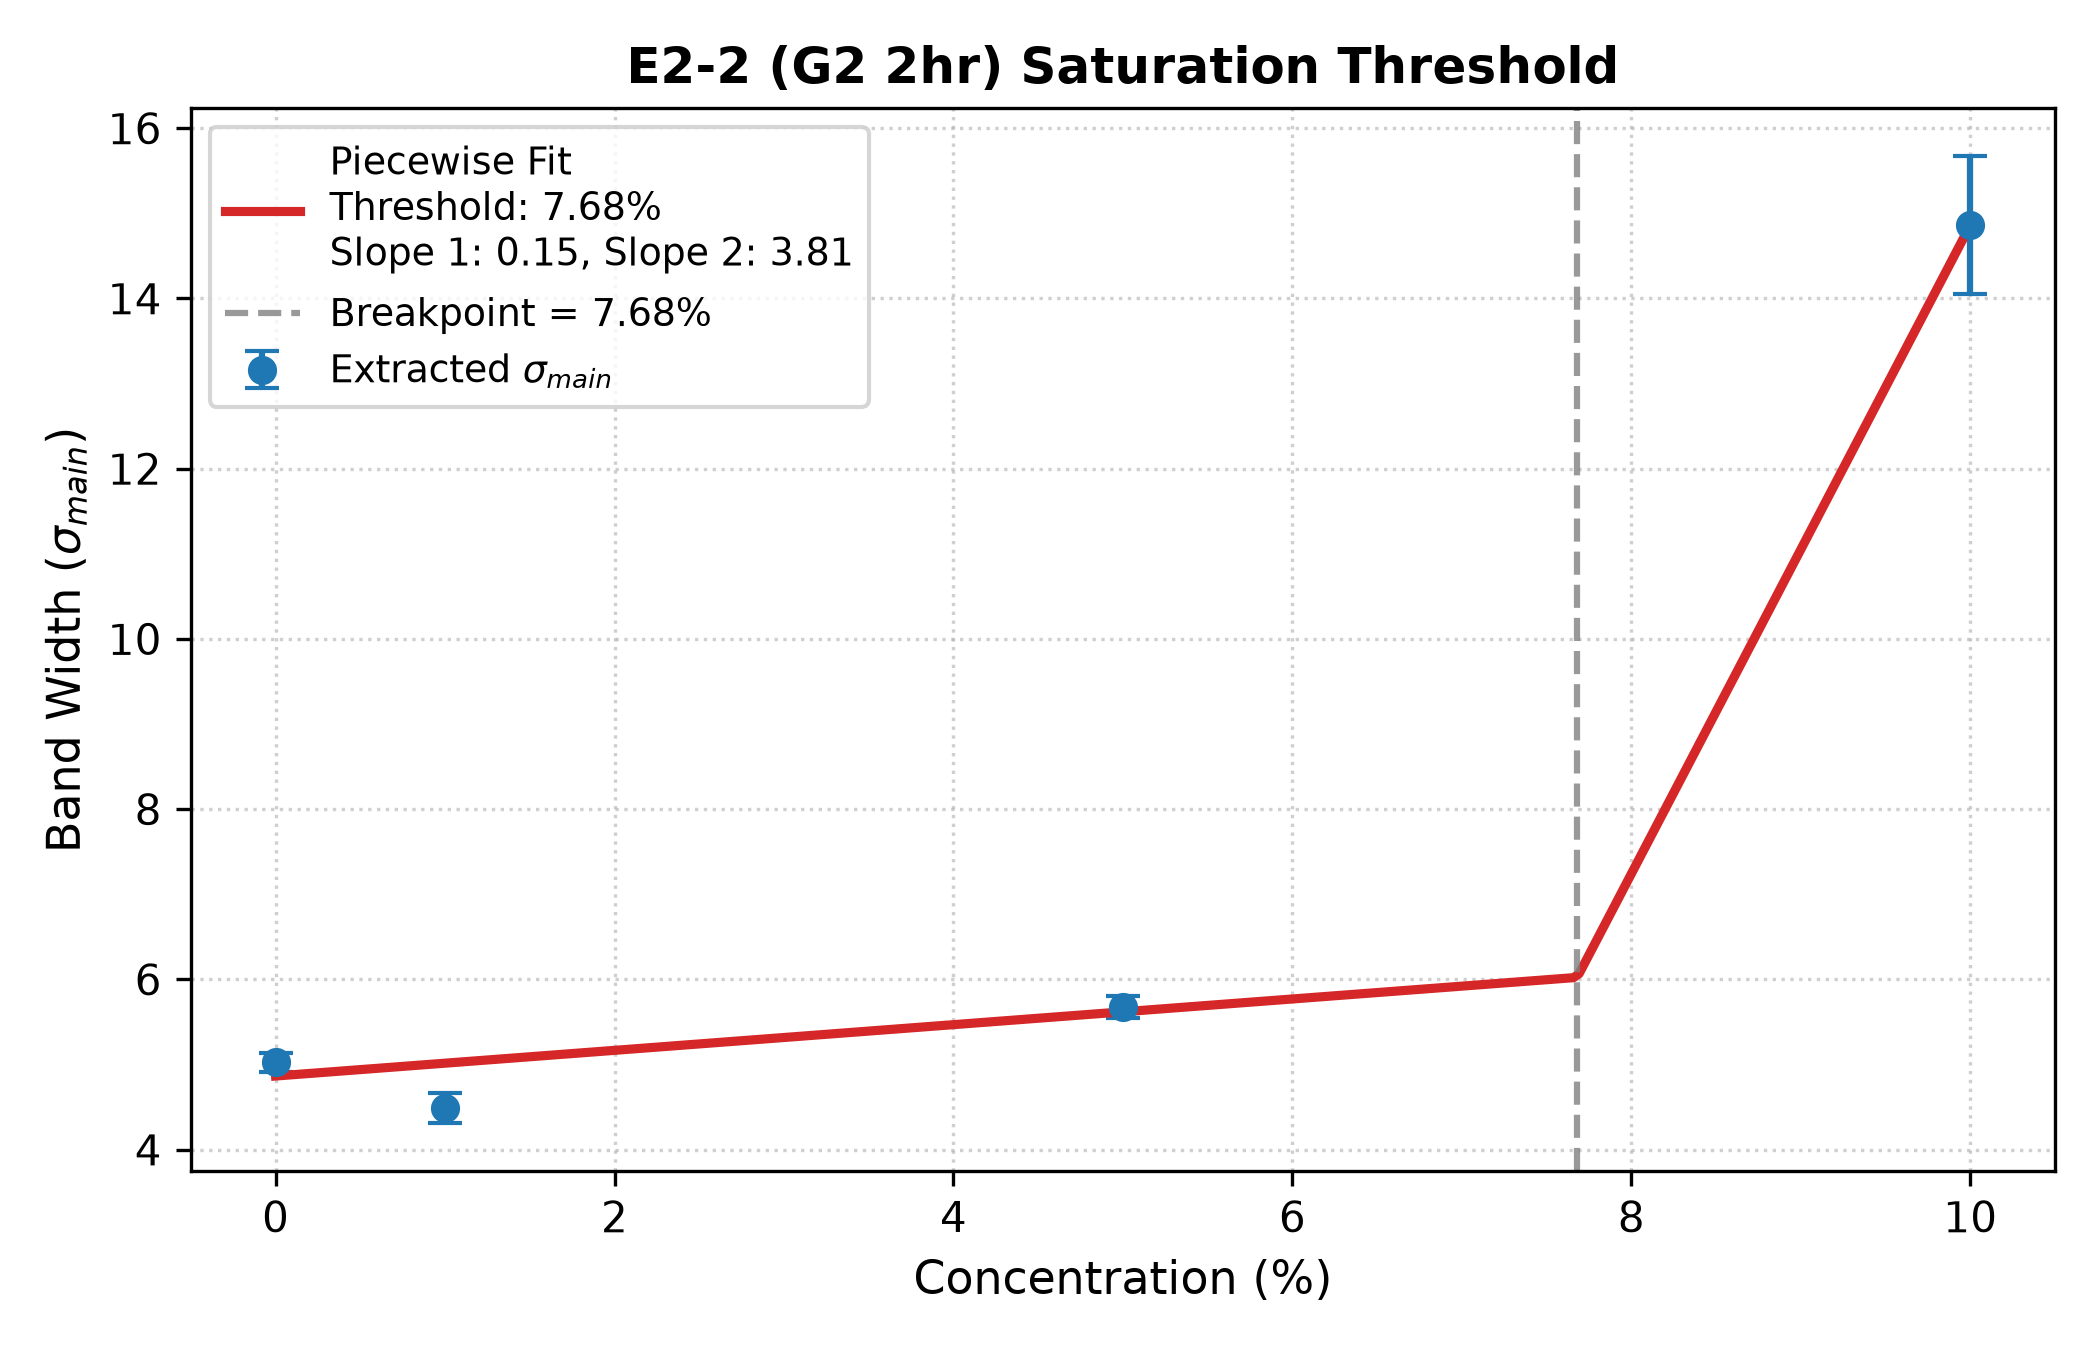 E2-2 (G2 2hr) Saturation Threshold
16
14
12
10
8
6
4
Band Width (σmain)
Piecewise Fit
Threshold: 7.68%
Slope 1: 0.15, Slope 2: 3.81
Breakpoint = 7.68%
Extracted σmain
0 2 4 6 8 10
Concentration (%)